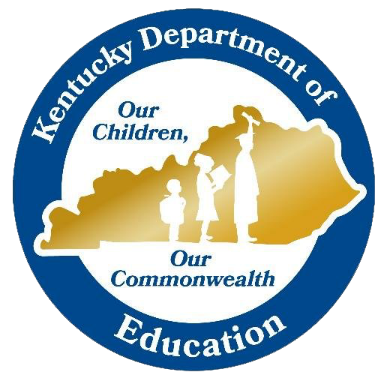 Kentucky Department of
Our
Children,
Our
Commonwealth
Education